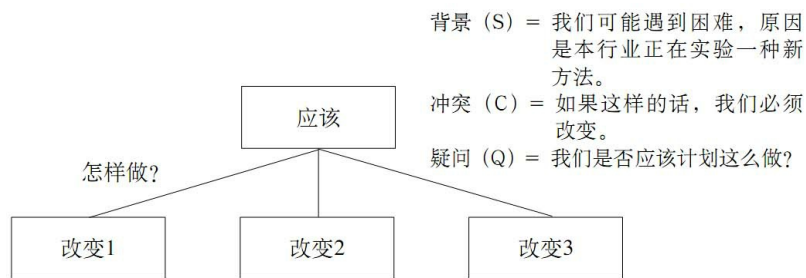 背景（S）= 我们可能遇到困难，原因
是本行业正在实验一种新
方法。
冲突（C）= 如果这样的话，我们必须
改变。
疑问（Q）= 我们是否应该计划这么做?
应该
怎样做?
改变1
改变2
改变3